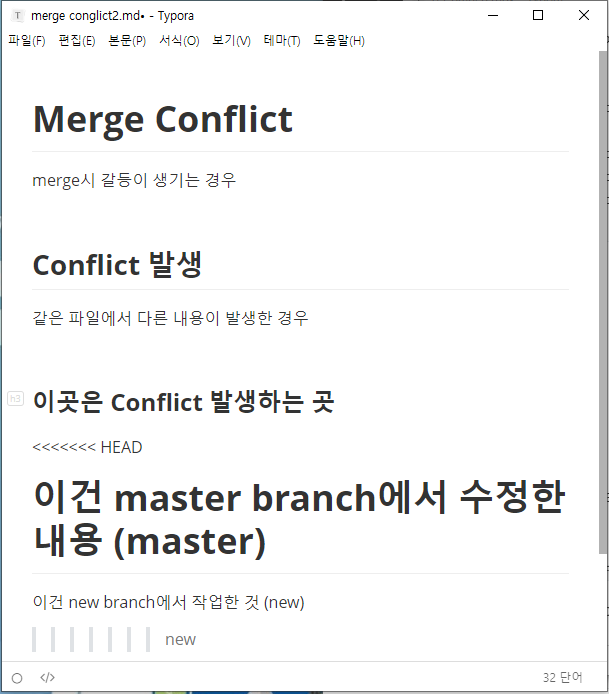 merge conglict2.md• - Typora
파일(F) 편집(E) 본문(P) 서식(O) 보기(V) 테마(T) 도움말(H)
Merge Conflict
merge시 갈등이 생기는 경우
Conflict 발생
같은 파일에서 다른 내용이 발생한 경우
h3 이곳은 Conflict 발생하는 곳
<<<<<<< HEAD
이건 master branch에서 수정한
내용 (master)
이건 new branch에서 작업한 것 (new)
new
</> 32 단어